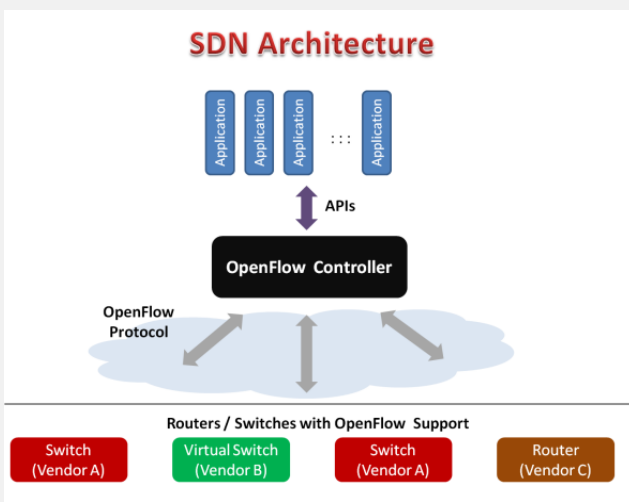 SDN Architecture
Application
Application
Application
: : :
Application
APIs
OpenFlow Controller
OpenFlow
Protocol
Routers / Switches with OpenFlow Support
Switch
(Vendor A)
Virtual Switch
(Vendor B)
Switch
(Vendor A)
Router
(Vendor C)